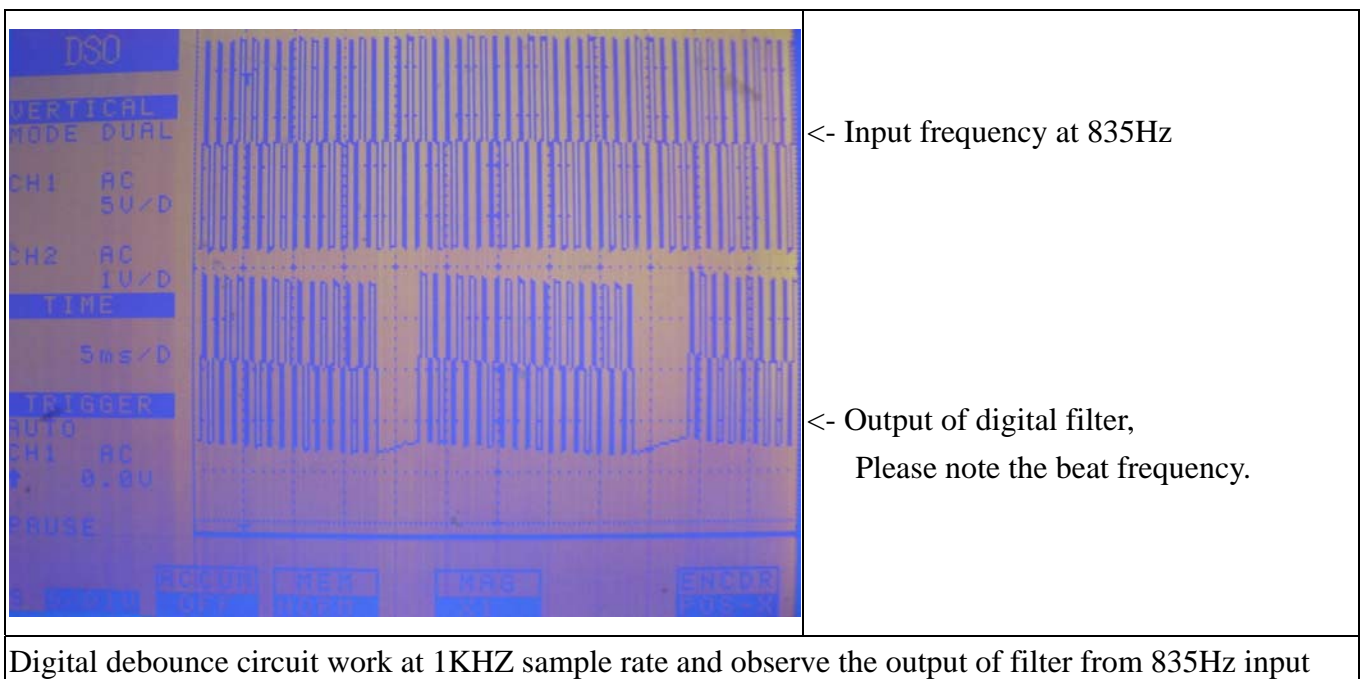 DSO
VERTICAL
MODE DUAL
CH1 AC
5V/D
CH2 AC
1V/D
TIME
5ms/D
TRIGGER
AUTO
CH1 AC
0.0V
PAUSE
ACCUM MEM MAG ENCDR
OFF X1 POS-X
<- Input frequency at 835Hz
<- Output of digital filter,
Please note the beat frequency.
Digital debounce circuit work at 1KHZ sample rate and observe the output of filter from 835Hz input